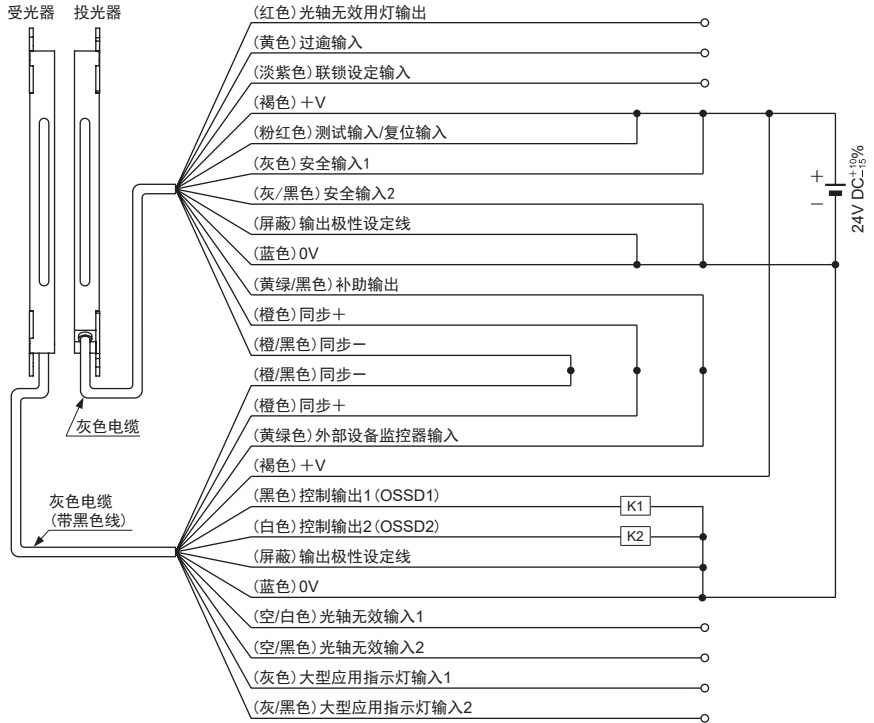 受光器 投光器
(红色)光轴无效用灯输出
(黄色)过逾输入
(淡紫色)联锁设定输入
(褐色)+V
(粉红色)测试输入/复位输入
(灰色)安全输入1
(灰/黑色)安全输入2
(屏蔽)输出极性设定线
(蓝色)0V
(黄绿/黑色)补助输出
(橙色)同步+
(橙/黑色)同步-
(橙/黑色)同步-
(橙色)同步+
(黄绿色)外部设备监控器输入
(褐色)+V
(黑色)控制输出1(OSSD1)
(白色)控制输出2(OSSD2)
(屏蔽)输出极性设定线
(蓝色)0V
(空/白色)光轴无效输入1
(空/黑色)光轴无效输入2
(灰色)大型应用指示灯输入1
(灰/黑色)大型应用指示灯输入2
灰色电缆
灰色电缆
(带黑色线)
K1
K2
+
-
24V DC +10% -15%